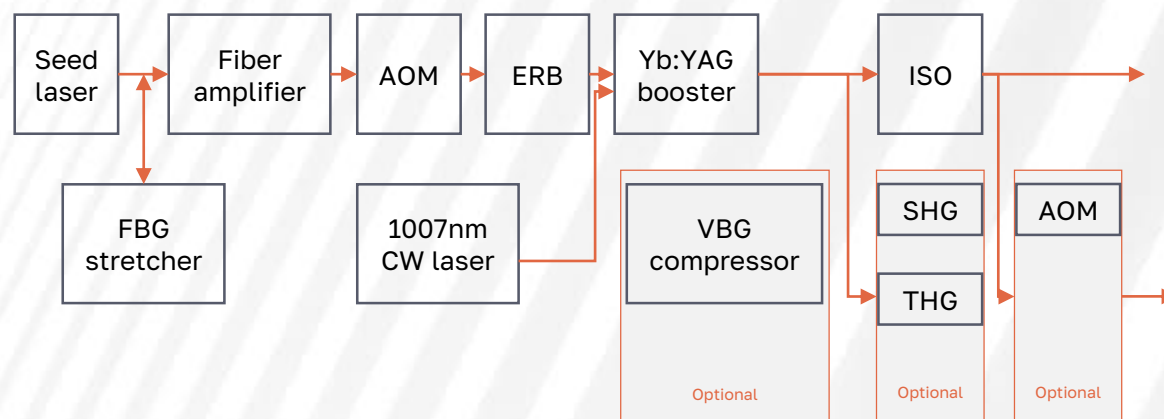 Seed
laser
Fiber
amplifier
AOM
ERB
Yb:YAG
booster
ISO
FBG
stretcher
1007nm
CW laser
VBG
compressor
SHG
THG
AOM
Optional
Optional
Optional